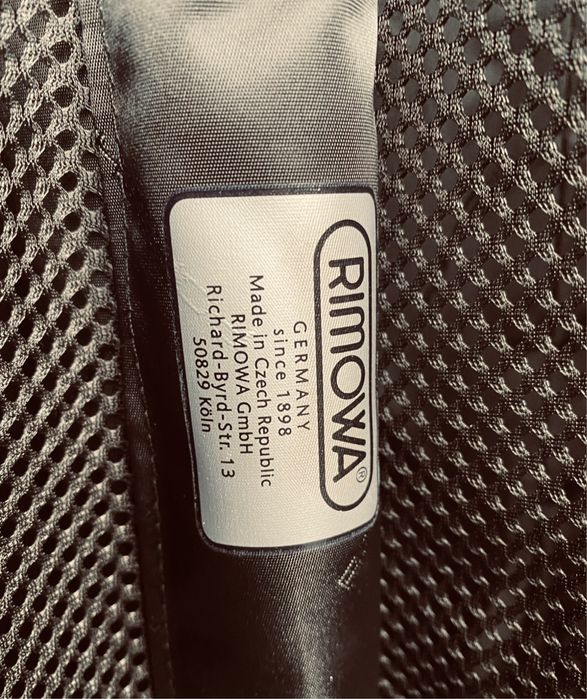 RIMOWA®
GERMANY
since 1898
Made in Czech Republic
RIMOWA GmbH
Richard-Byrd-Str. 13
50829 Köln